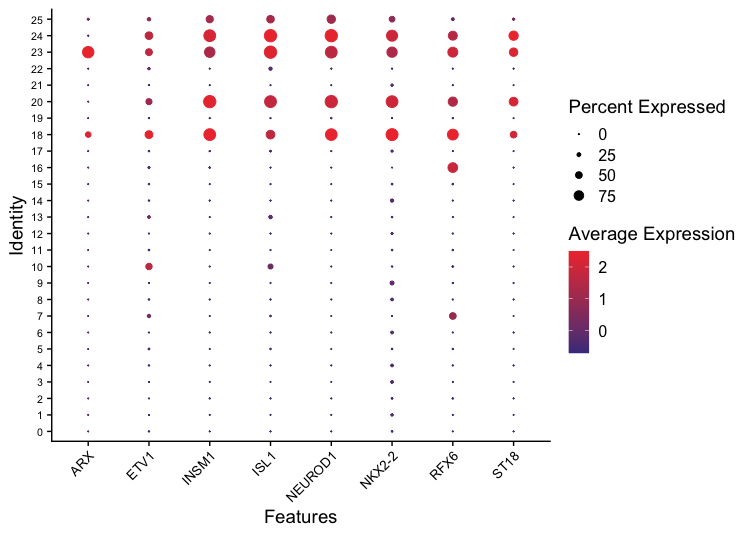 25
24
23
22
21
20
19
18
17
16
15
14
13
12
11
10
9
8
7
6
5
4
3
2
1
0
Identity
ARX
ETV1
INSM1
ISL1
NEUROD1
NKX2-2
RFX6
ST18
Features
Percent Expressed
0
25
50
75
Average Expression
2
1
0